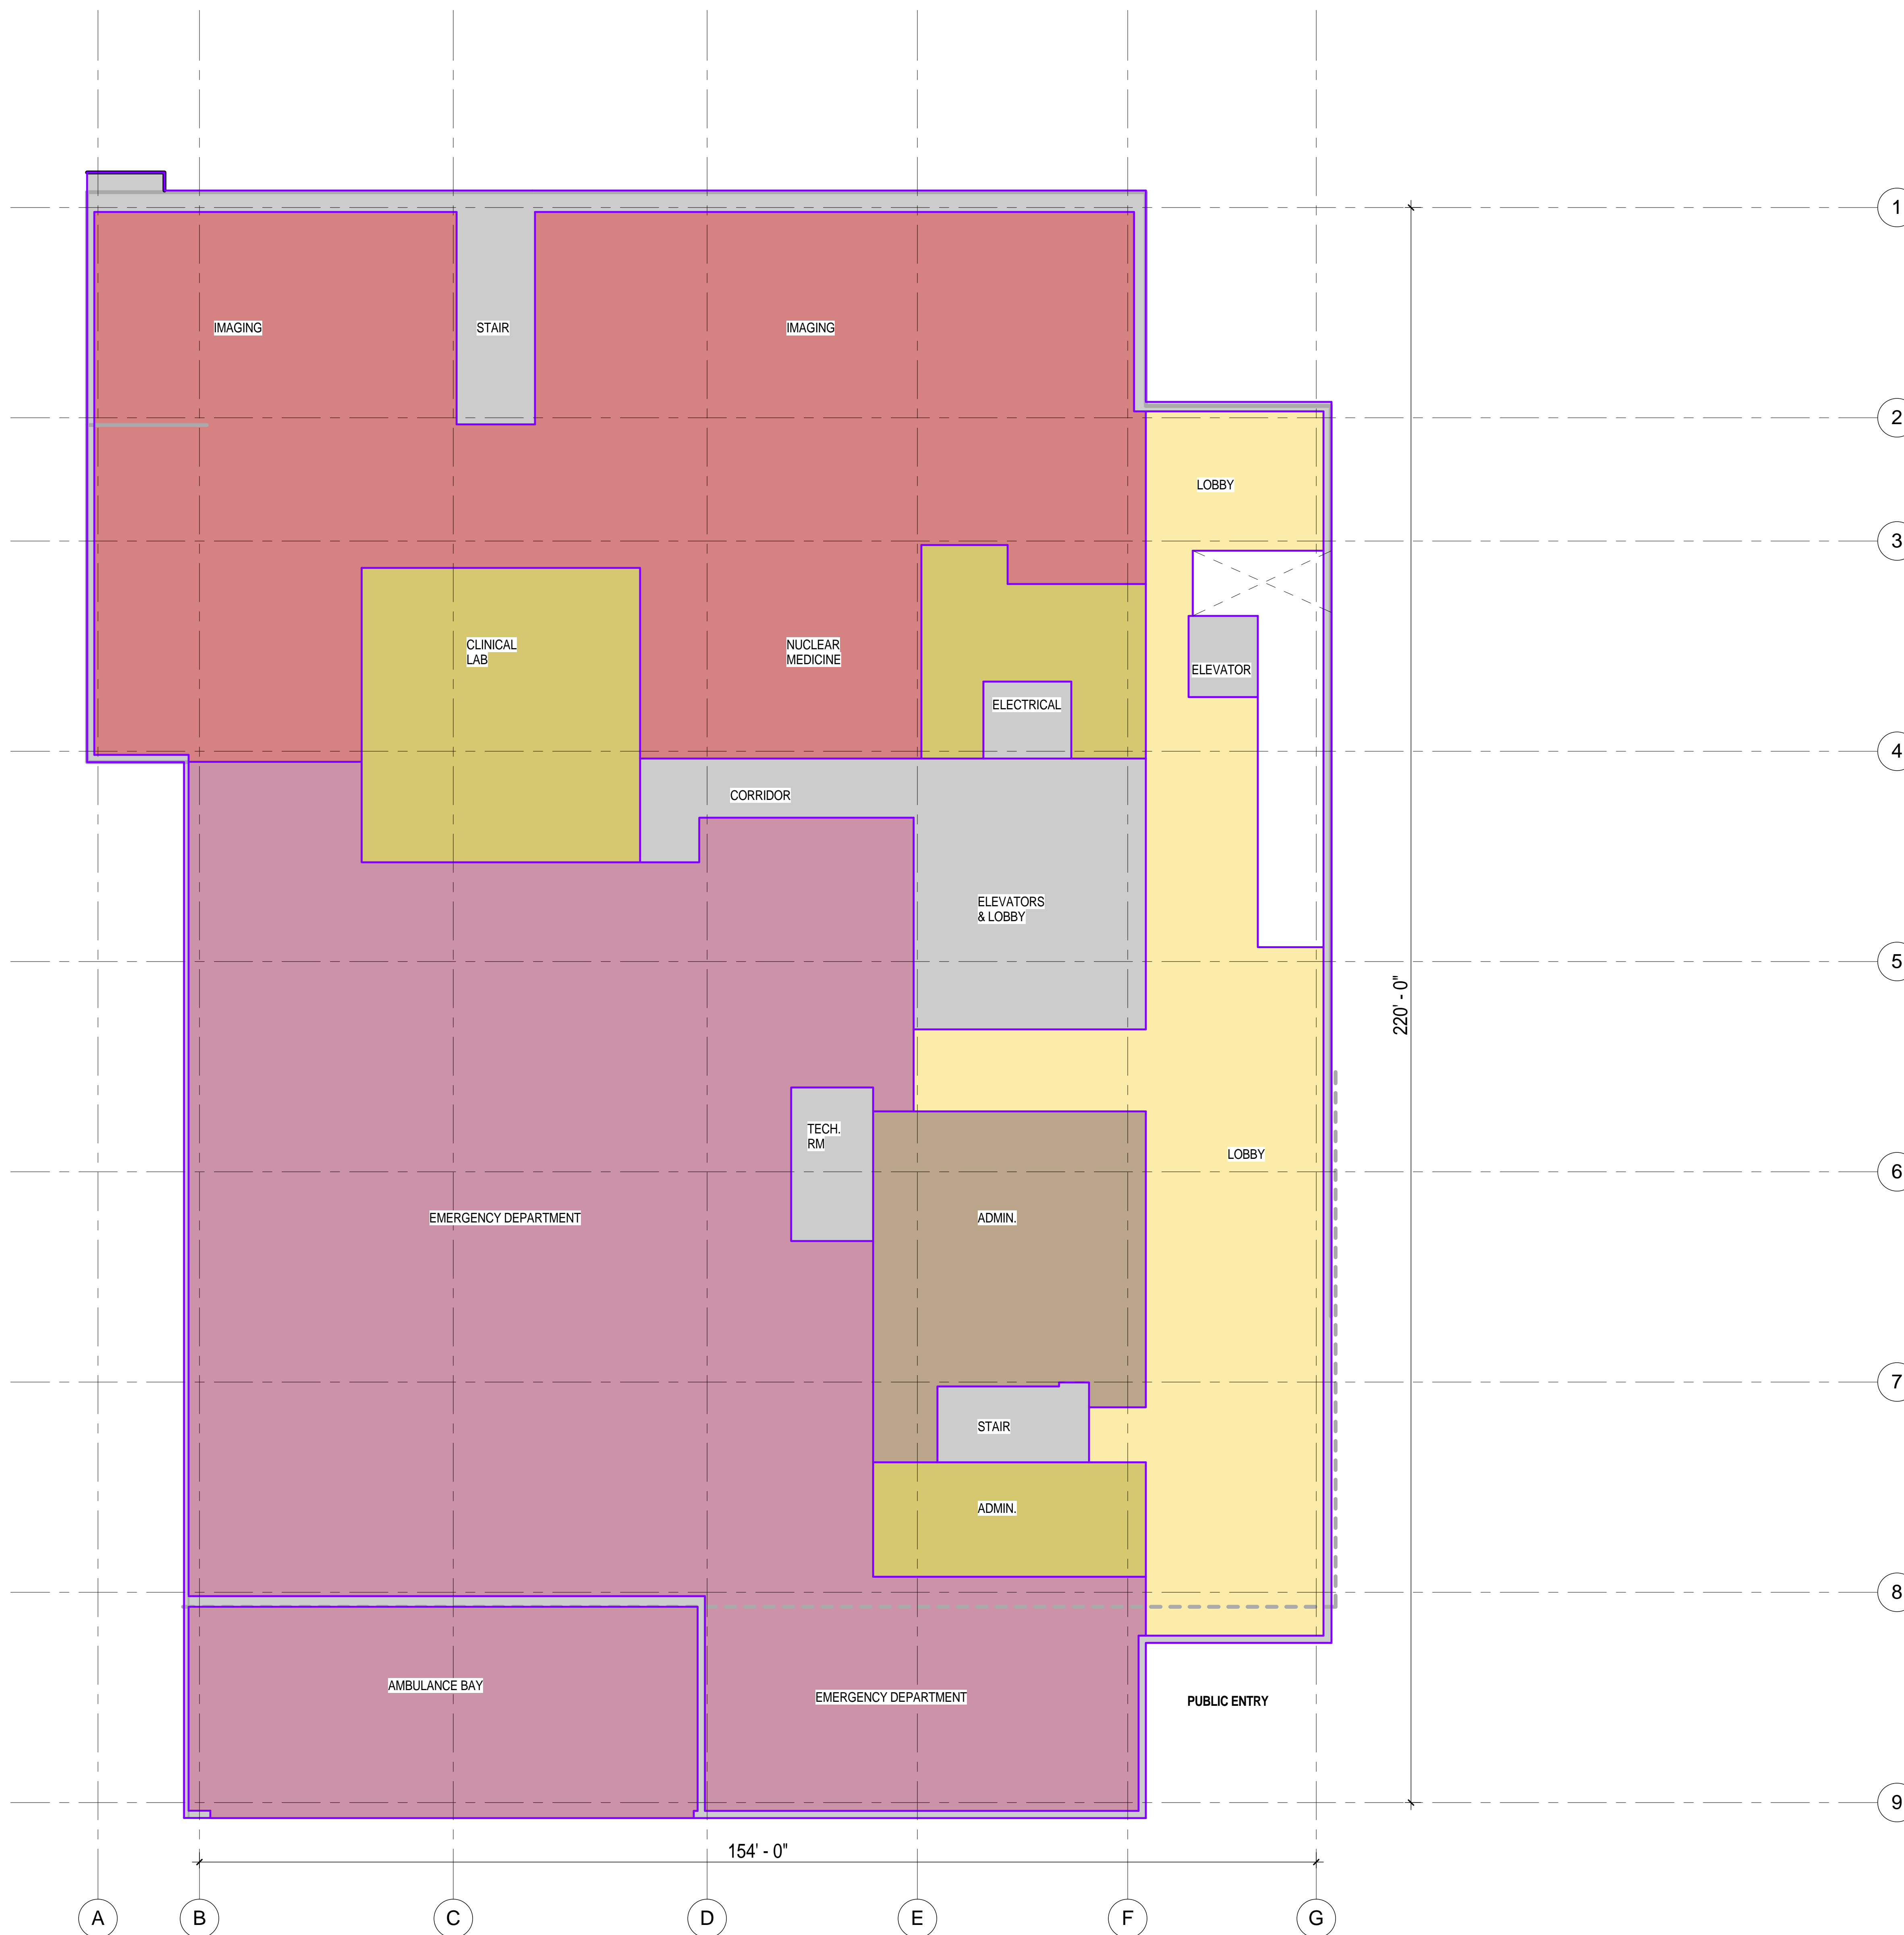 1
IMAGING
STAIR
IMAGING
2
LOBBY
3
CLINICAL
LAB
NUCLEAR
MEDICINE
ELEVATOR
ELECTRICAL
4
CORRIDOR
ELEVATORS
& LOBBY
5
220' - 0"
TECH.
RM
LOBBY
6
EMERGENCY DEPARTMENT
ADMIN.
7
STAIR
ADMIN.
8
AMBULANCE BAY
EMERGENCY DEPARTMENT
PUBLIC ENTRY
9
154' - 0"
A
B
C
D
E
F
G